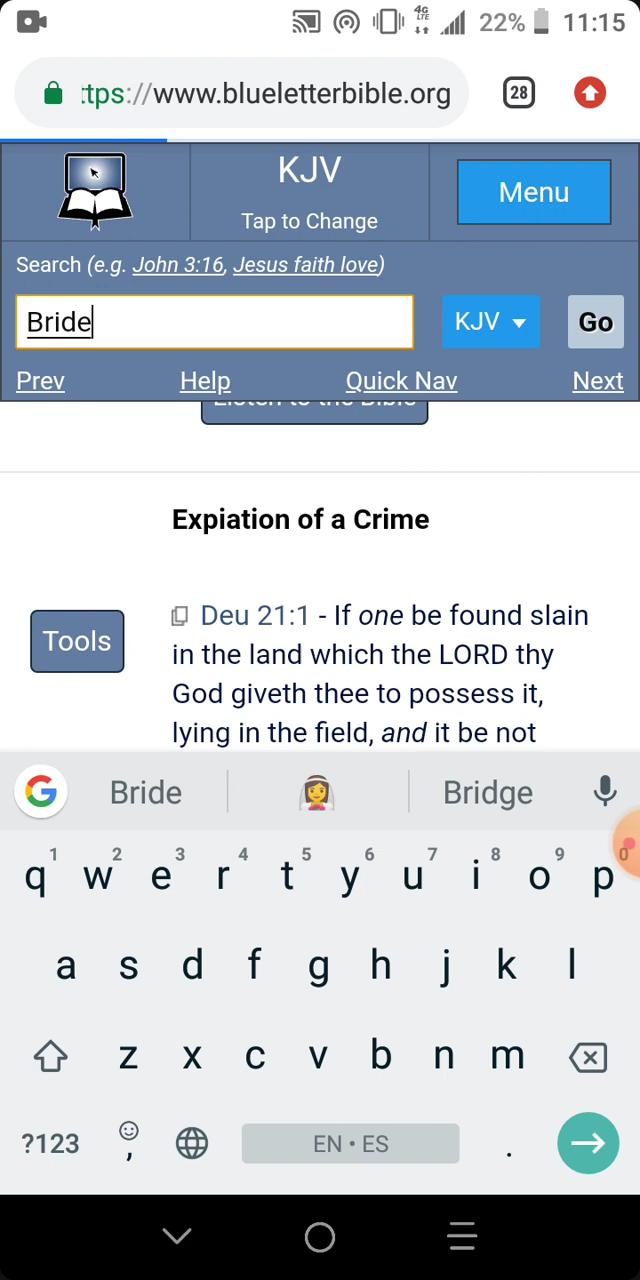 4G
LTE
22% 11:15
ttps://www.blueletterbible.org
28
KJV
Tap to Change
Menu
Search (e.g. John 3:16, Jesus faith love)
Bride
KJV
Go
Prev Help Quick Nav Next
Listen to the Bible
Expiation of a Crime
Tools
Deu 21:1 - If one be found slain
in the land which the LORD thy
God giveth thee to possess it,
lying in the field, and it be not
G Bride Bridge
1 2 3 4 5 6 7 8 9 0
q w e r t y u i o p
a s d f g h j k l
z x c v b n m
?123 , EN • ES .